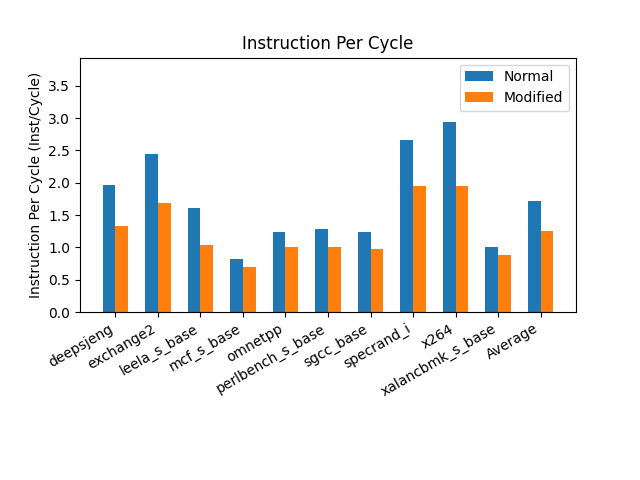 Instruction Per Cycle
Normal
Modified
Instruction Per Cycle (Inst/Cycle)
3.5
3.0
2.5
2.0
1.5
1.0
0.5
0.0
deepsjeng
exchange2
leela_s_base
mcf_s_base
omnetpp
perlbench_s_base
sgcc_base
specrand_i
x264
xalancbmk_s_base
Average